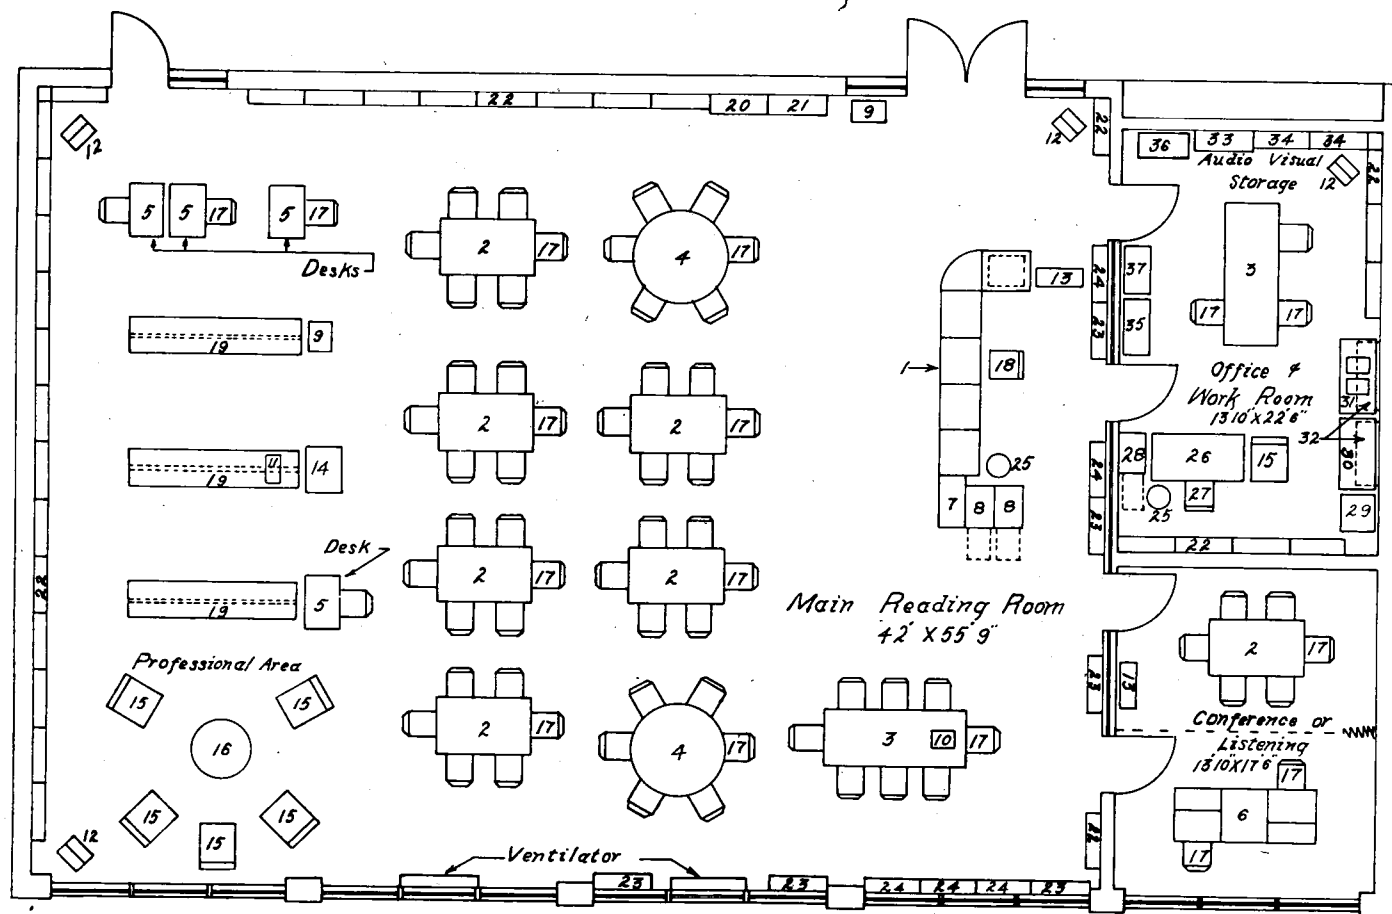 22 20 21 9
12
12
22
36 33 34 34
Audio Visual
Storage
12
22
5 5 17 5 17
Desks
2 17
4 17
13
24
37
3
17 17
19 9
23
35
1
18
Office &
Work Room
13'10"X22'6"
31
32
2 17
2 17
19 11 14
25
7 8 8
24
23
28 26 15
27
25
30
29
22
Desk
22
19 5
2 17
2 17
Main Reading Room
42' X 55' 9"
Professional Area
15 15
16
15 15
15
12
2 17
4 17
3 10 17
23
13
2 17
Conference or
Listening
13'10"X17'6"
17
6
17
22
Ventilator
23 23 24 24 24 23